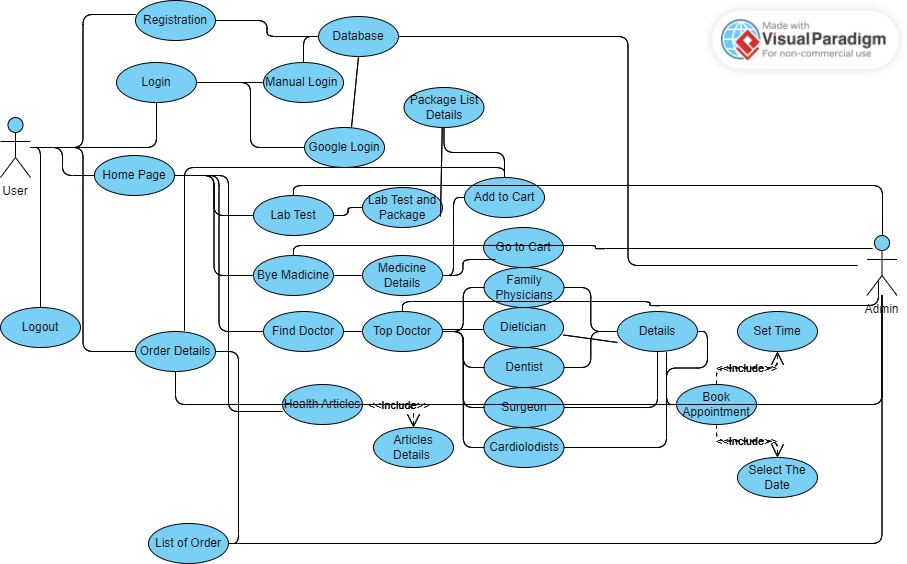 Made with
VisualParadigm
For non-commercial use
Registration
Database
Login
Manual Login
Package List
Details
Google Login
User
Home Page
Lab Test
Lab Test and
Package
Add to Cart
Go to Cart
Bye Madicine
Medicine
Details
Family
Physicians
Admin
Logout
Find Doctor
Top Doctor
Dietician
Details
Set Time
Order Details
Dentist
<<Include>>
Health Articles
<<Include>>
Surgeon
Book
Appointment
Articles
Details
Cardiolodists
<<Include>>
Select The
Date
List of Order